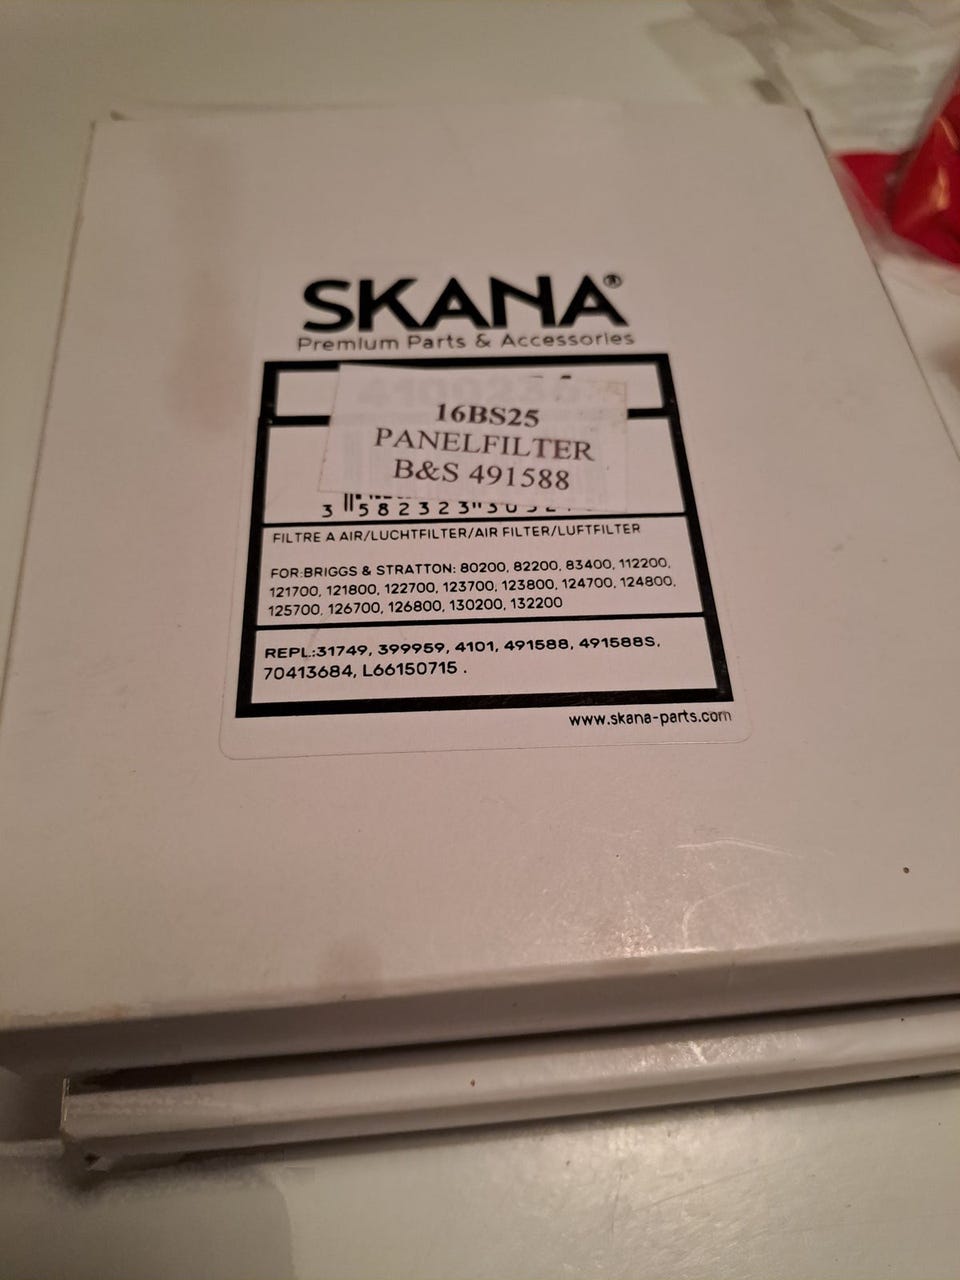 SKANA®
Premium Parts & Accessories
16BS25
PANELFILTER
B&S 491588
3 582323
FILTRE A AIR/LUCHTFILTER/AIR FILTER/LUFTFILTER
FOR:BRIGGS & STRATTON: 80200, 82200, 83400, 112200,
121700, 121800, 122700, 123700, 123800, 124700, 124800,
125700, 126700, 126800, 130200, 132200
REPL.:31749, 399959, 4101, 491588, 491588S,
70413684, L66150715 .
www.skana-parts.com